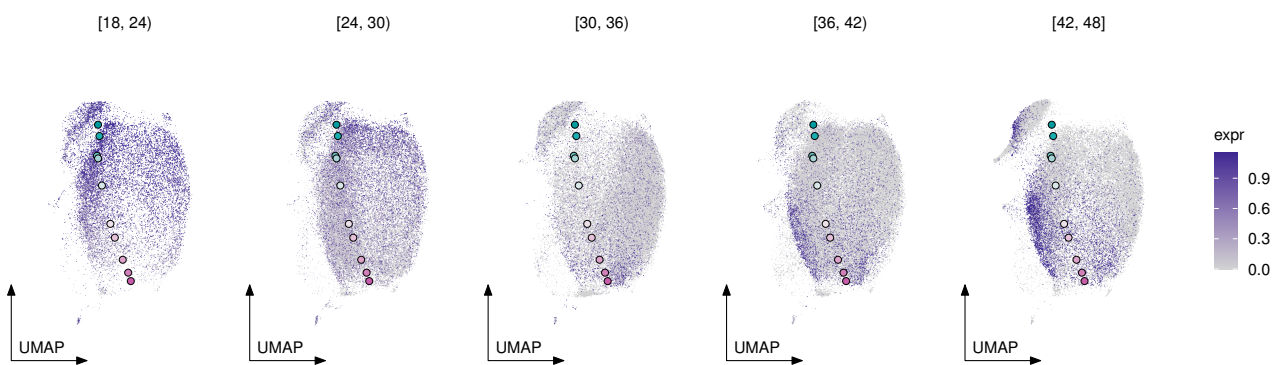 [18, 24)
[24, 30)
[30, 36)
[36, 42)
[42, 48]
expr
0.9
0.6
0.3
0.0
UMAP
UMAP
UMAP
UMAP
UMAP